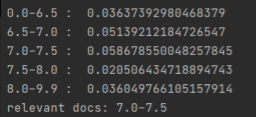 0.0-6.5 :  0.03637392980468379
6.5-7.0 :  0.05139212184726547
7.0-7.5 :  0.058678550048257845
7.5-8.0 :  0.020506434718894743
8.0-9.9 :  0.036049766105157914
relevant docs: 7.0-7.5